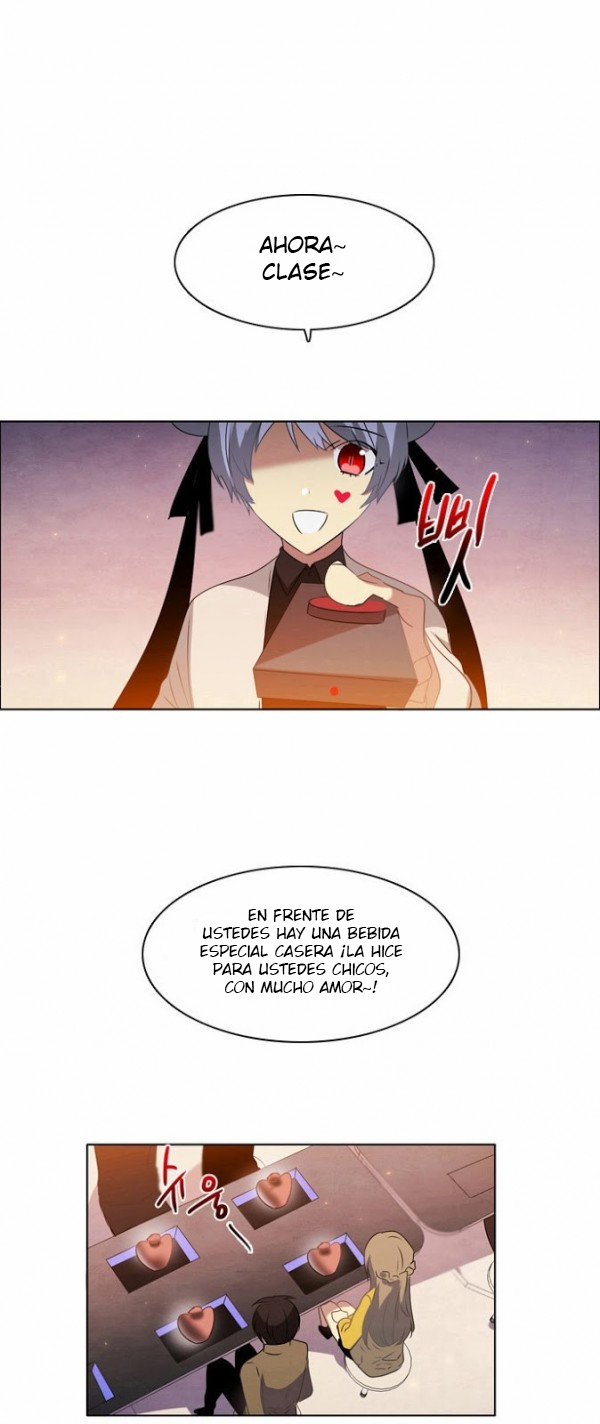 AHORA~
CLASE~
삣
EN FRENTE DE
USTEDES HAY UNA BEBIDA
ESPECIAL CASERA ¡LA HICE
PARA USTEDES CHICOS,
CON MUCHO AMOR~!
슈웅~